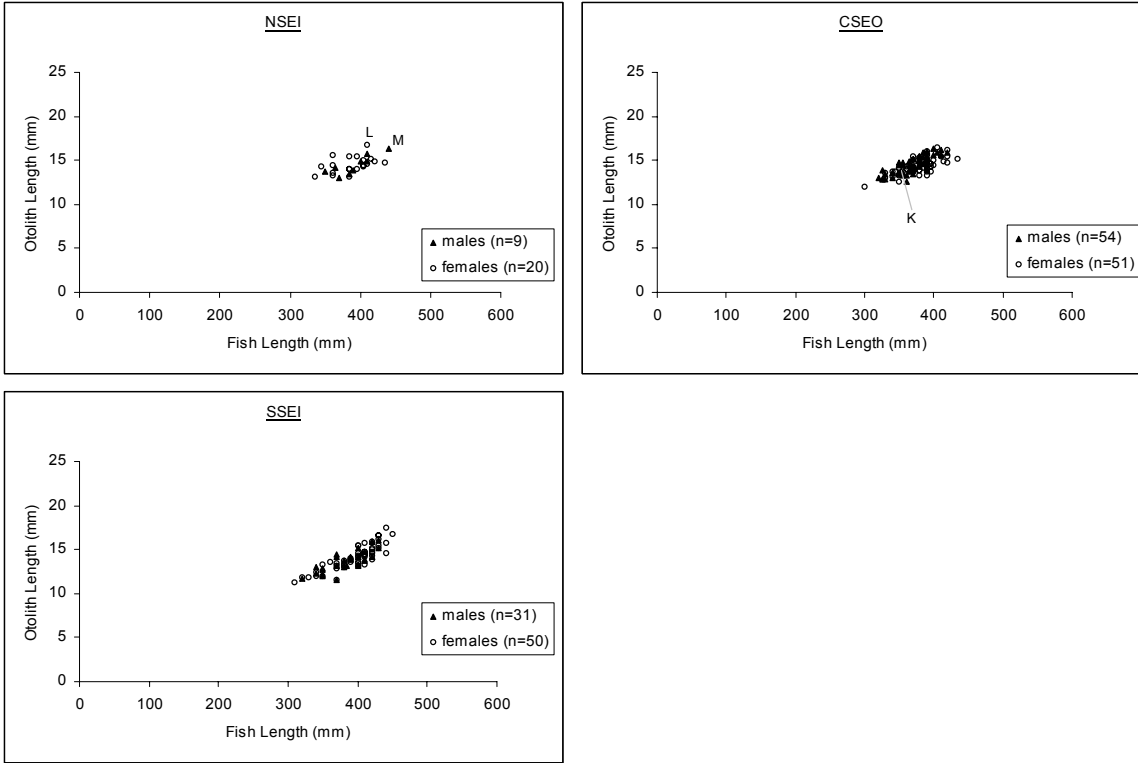 NSEI
25
20
15
10
5
0
0 100 200 300 400 500 600
Otolith Length (mm)
Fish Length (mm)
L
M
males (n=9)
females (n=20)
CSEO
25
20
15
10
5
0
0 100 200 300 400 500 600
Otolith Length (mm)
Fish Length (mm)
K
males (n=54)
females (n=51)
SSEI
25
20
15
10
5
0
0 100 200 300 400 500 600
Otolith Length (mm)
Fish Length (mm)
males (n=31)
females (n=50)